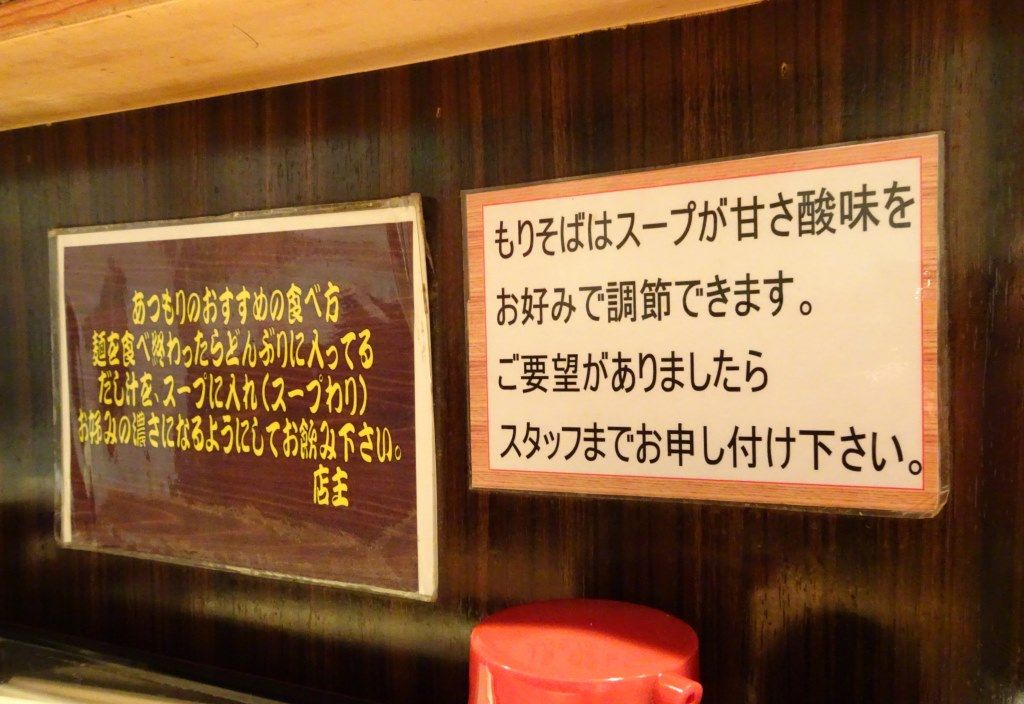 あつもりのおすすめの食べ方
麺を食べ終わったらどんぶりに入ってる
だし汁を、スープに入れ(スープわり)
お好みの濃さになるようにしてお飲み下さい。
店主
もりそばはスープが甘さ酸味を
お好みで調節できます。
ご要望がありましたら
スタッフまでお申し付け下さい。